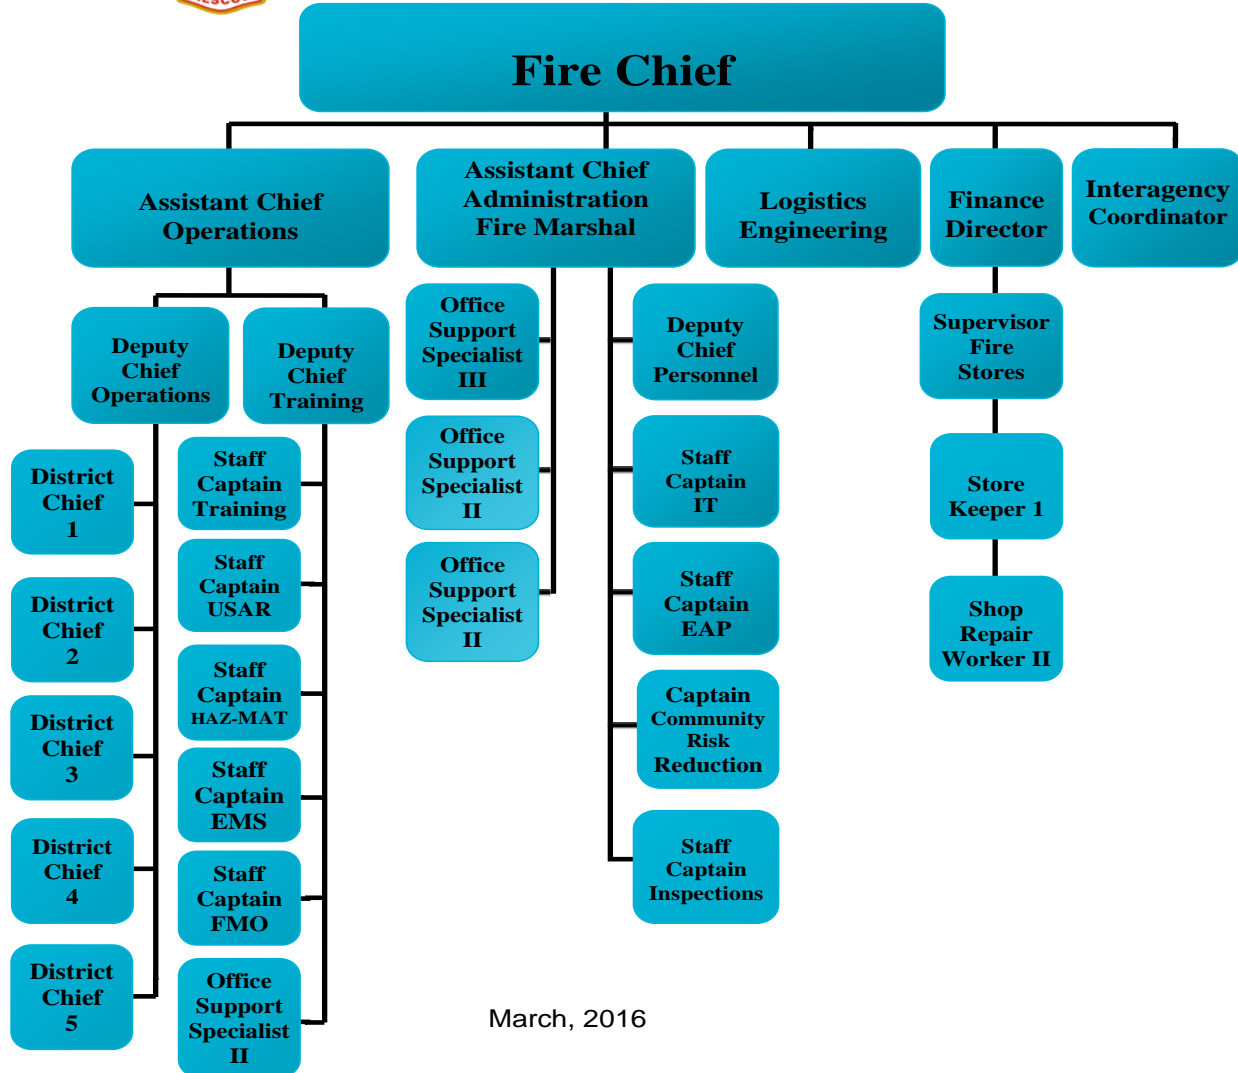 RESCUE
Fire Chief
Assistant Chief
Operations
Assistant Chief
Administration
Fire Marshal
Logistics
Engineering
Finance
Director
Interagency
Coordinator
Deputy
Chief
Operations
Deputy
Chief
Training
District
Chief
1
District
Chief
2
District
Chief
3
District
Chief
4
District
Chief
5
Staff
Captain
Training
Staff
Captain
USAR
Staff
Captain
HAZ-MAT
Staff
Captain
EMS
Staff
Captain
FMO
Office
Support
Specialist
II
Office
Support
Specialist
III
Office
Support
Specialist
II
Office
Support
Specialist
II
Deputy
Chief
Personnel
Staff
Captain
IT
Staff
Captain
EAP
Captain
Community
Risk
Reduction
Staff
Captain
Inspections
Supervisor
Fire
Stores
Store
Keeper 1
Shop
Repair
Worker II
March, 2016